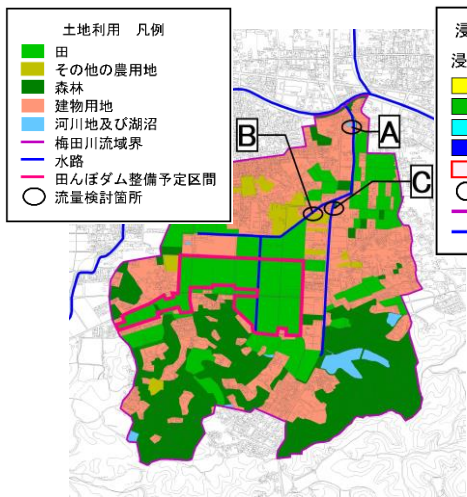 土地利用 凡例
田
その他の農用地
森林
建物用地
河川地及び湖沼
梅田川流域界
水路
田んぼダム整備予定区間
流量検討箇所
浸
浸
A
B
C